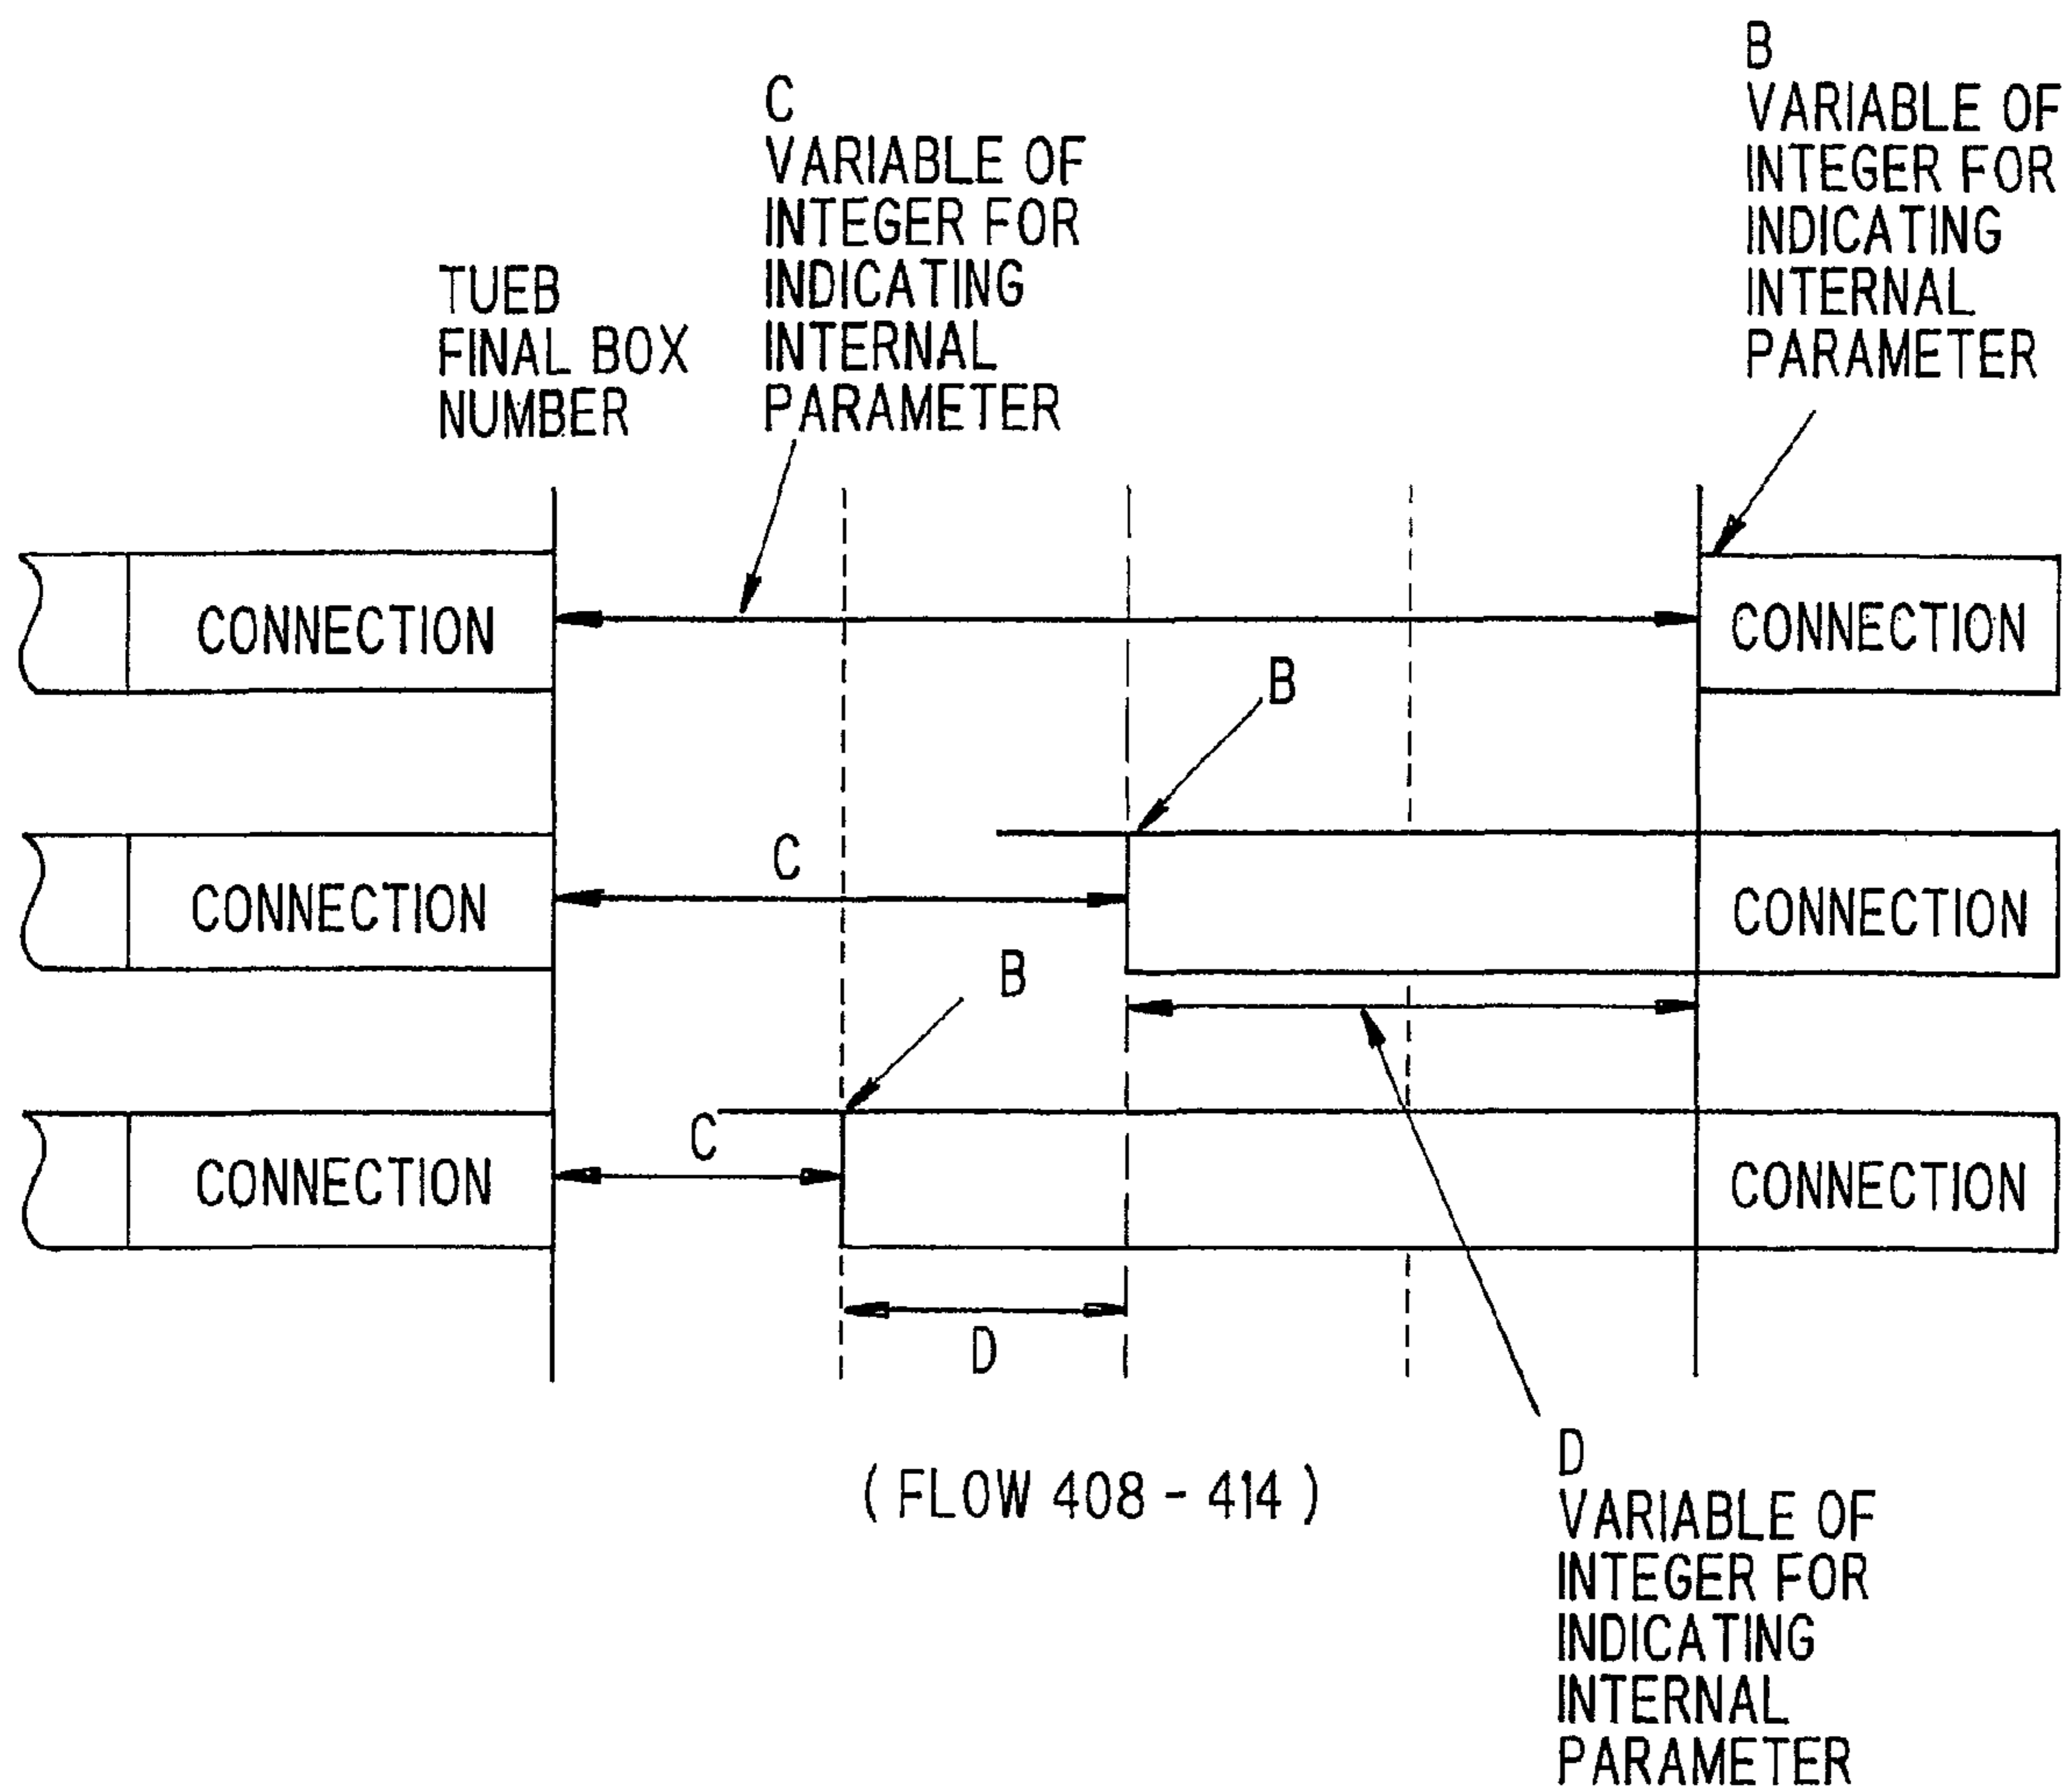 B
VARIABLE OF
INTEGER FOR
INDICATING
INTERNAL
PARAMETER
C
VARIABLE OF
INTEGER FOR
INDICATING
INTERNAL
PARAMETER
TUEB
FINAL BOX
NUMBER
CONNECTION
CONNECTION
B
CONNECTION
C
CONNECTION
B
CONNECTION
C
CONNECTION
D
( FLOW 408 - 414 )
D
VARIABLE OF
INTEGER FOR
INDICATING
INTERNAL
PARAMETER